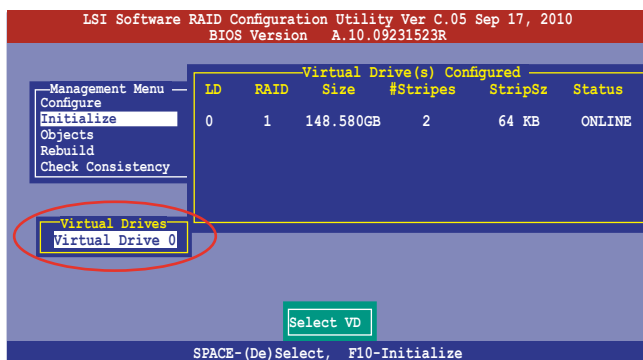 LSI Software RAID Configuration Utility Ver C.05 Sep 17, 2010
BIOS Version A.10.09231523R
Management Menu
Configure
Initialize
Objects
Rebuild
Check Consistency
Virtual Drive(s) Configured
LD RAID Size #Stripes StripSz Status
0 1 148.580GB 2 64 KB ONLINE
Virtual Drives
Virtual Drive 0
Select VD
SPACE-(De)Select, F10-Initialize